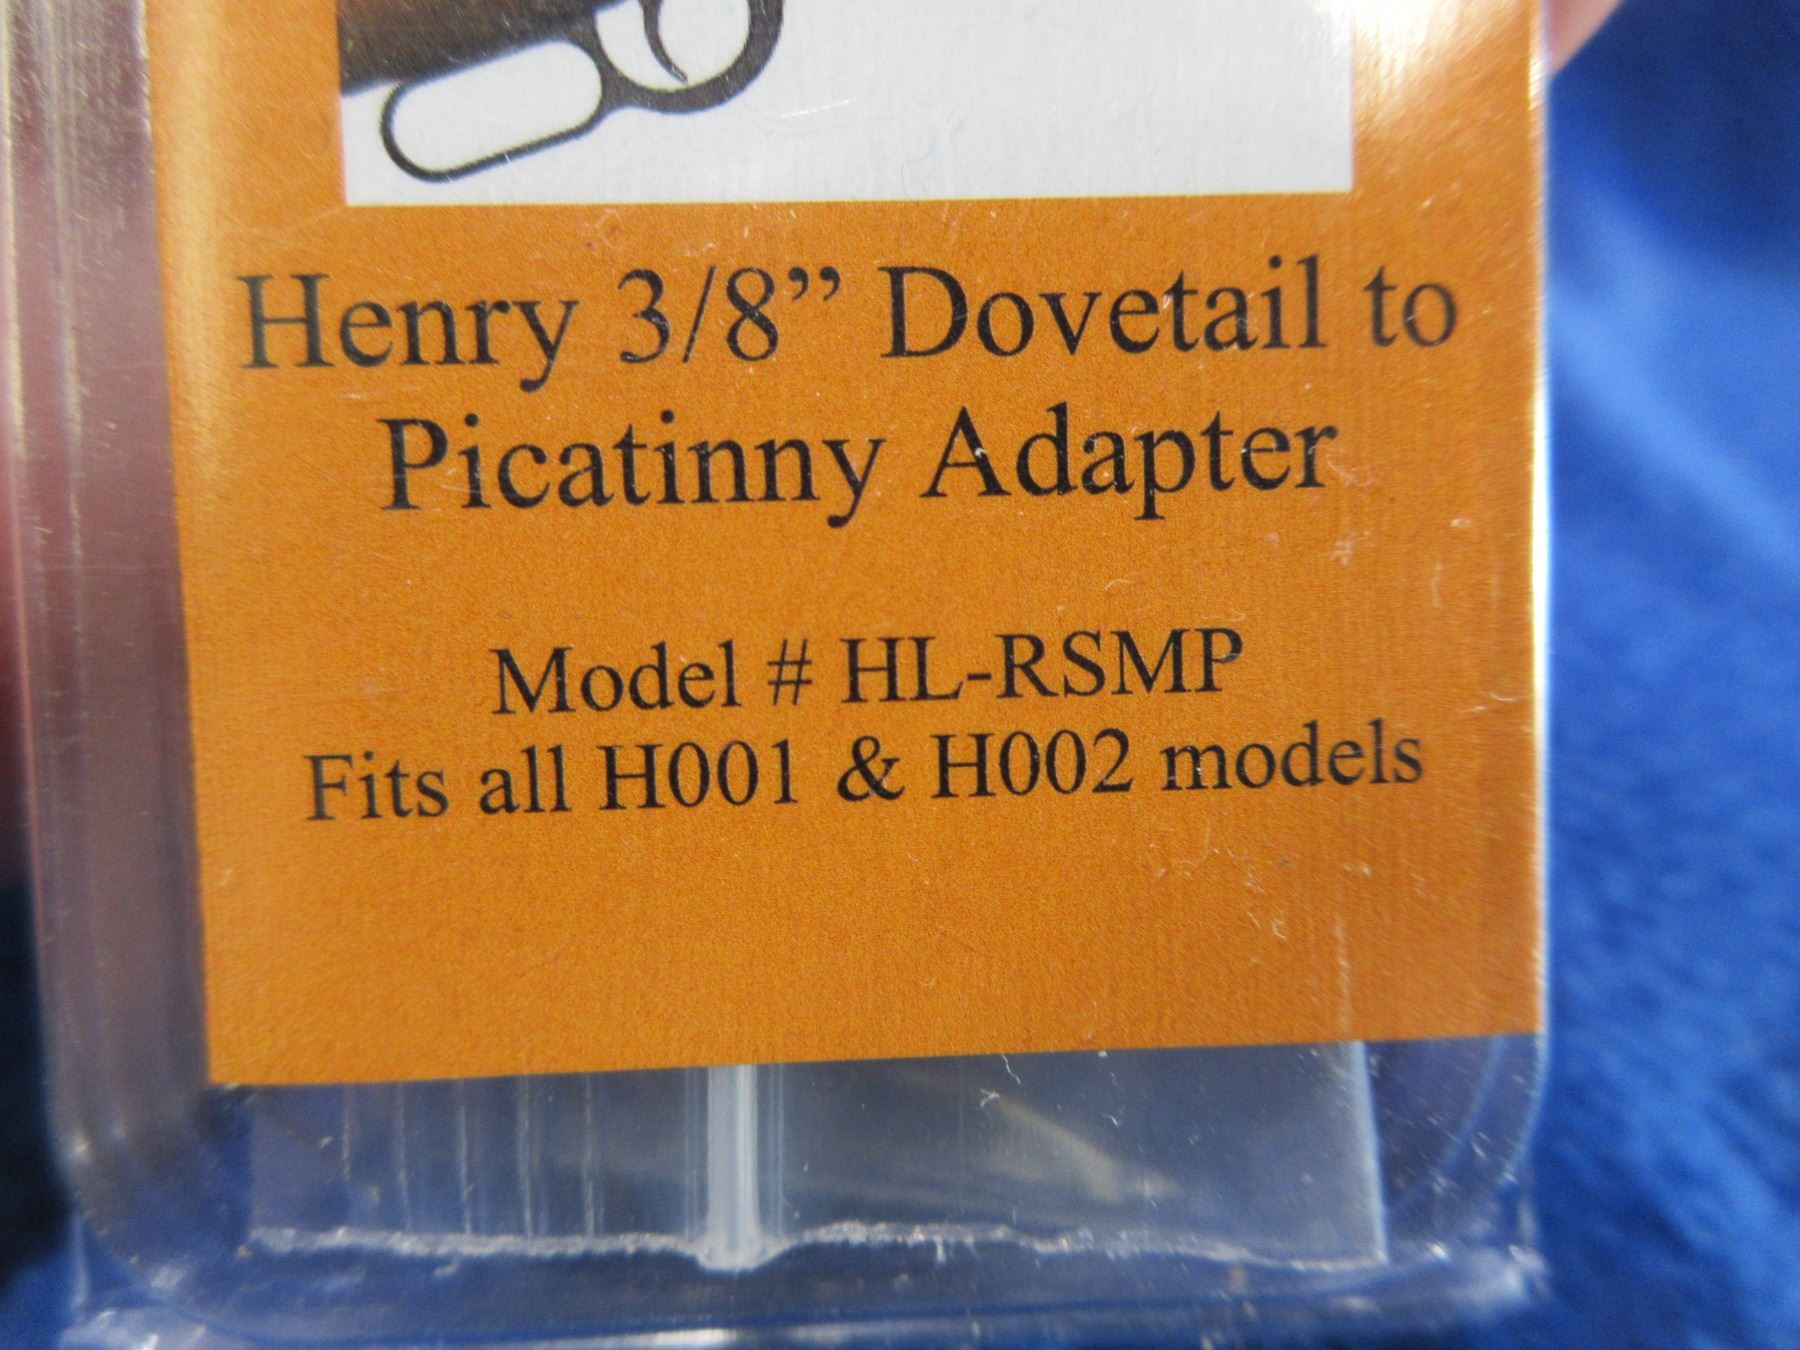 Henry 3/8” Dovetail to
Picatinny Adapter
Model # HL-RSMP
Fits all H001 & H002 models